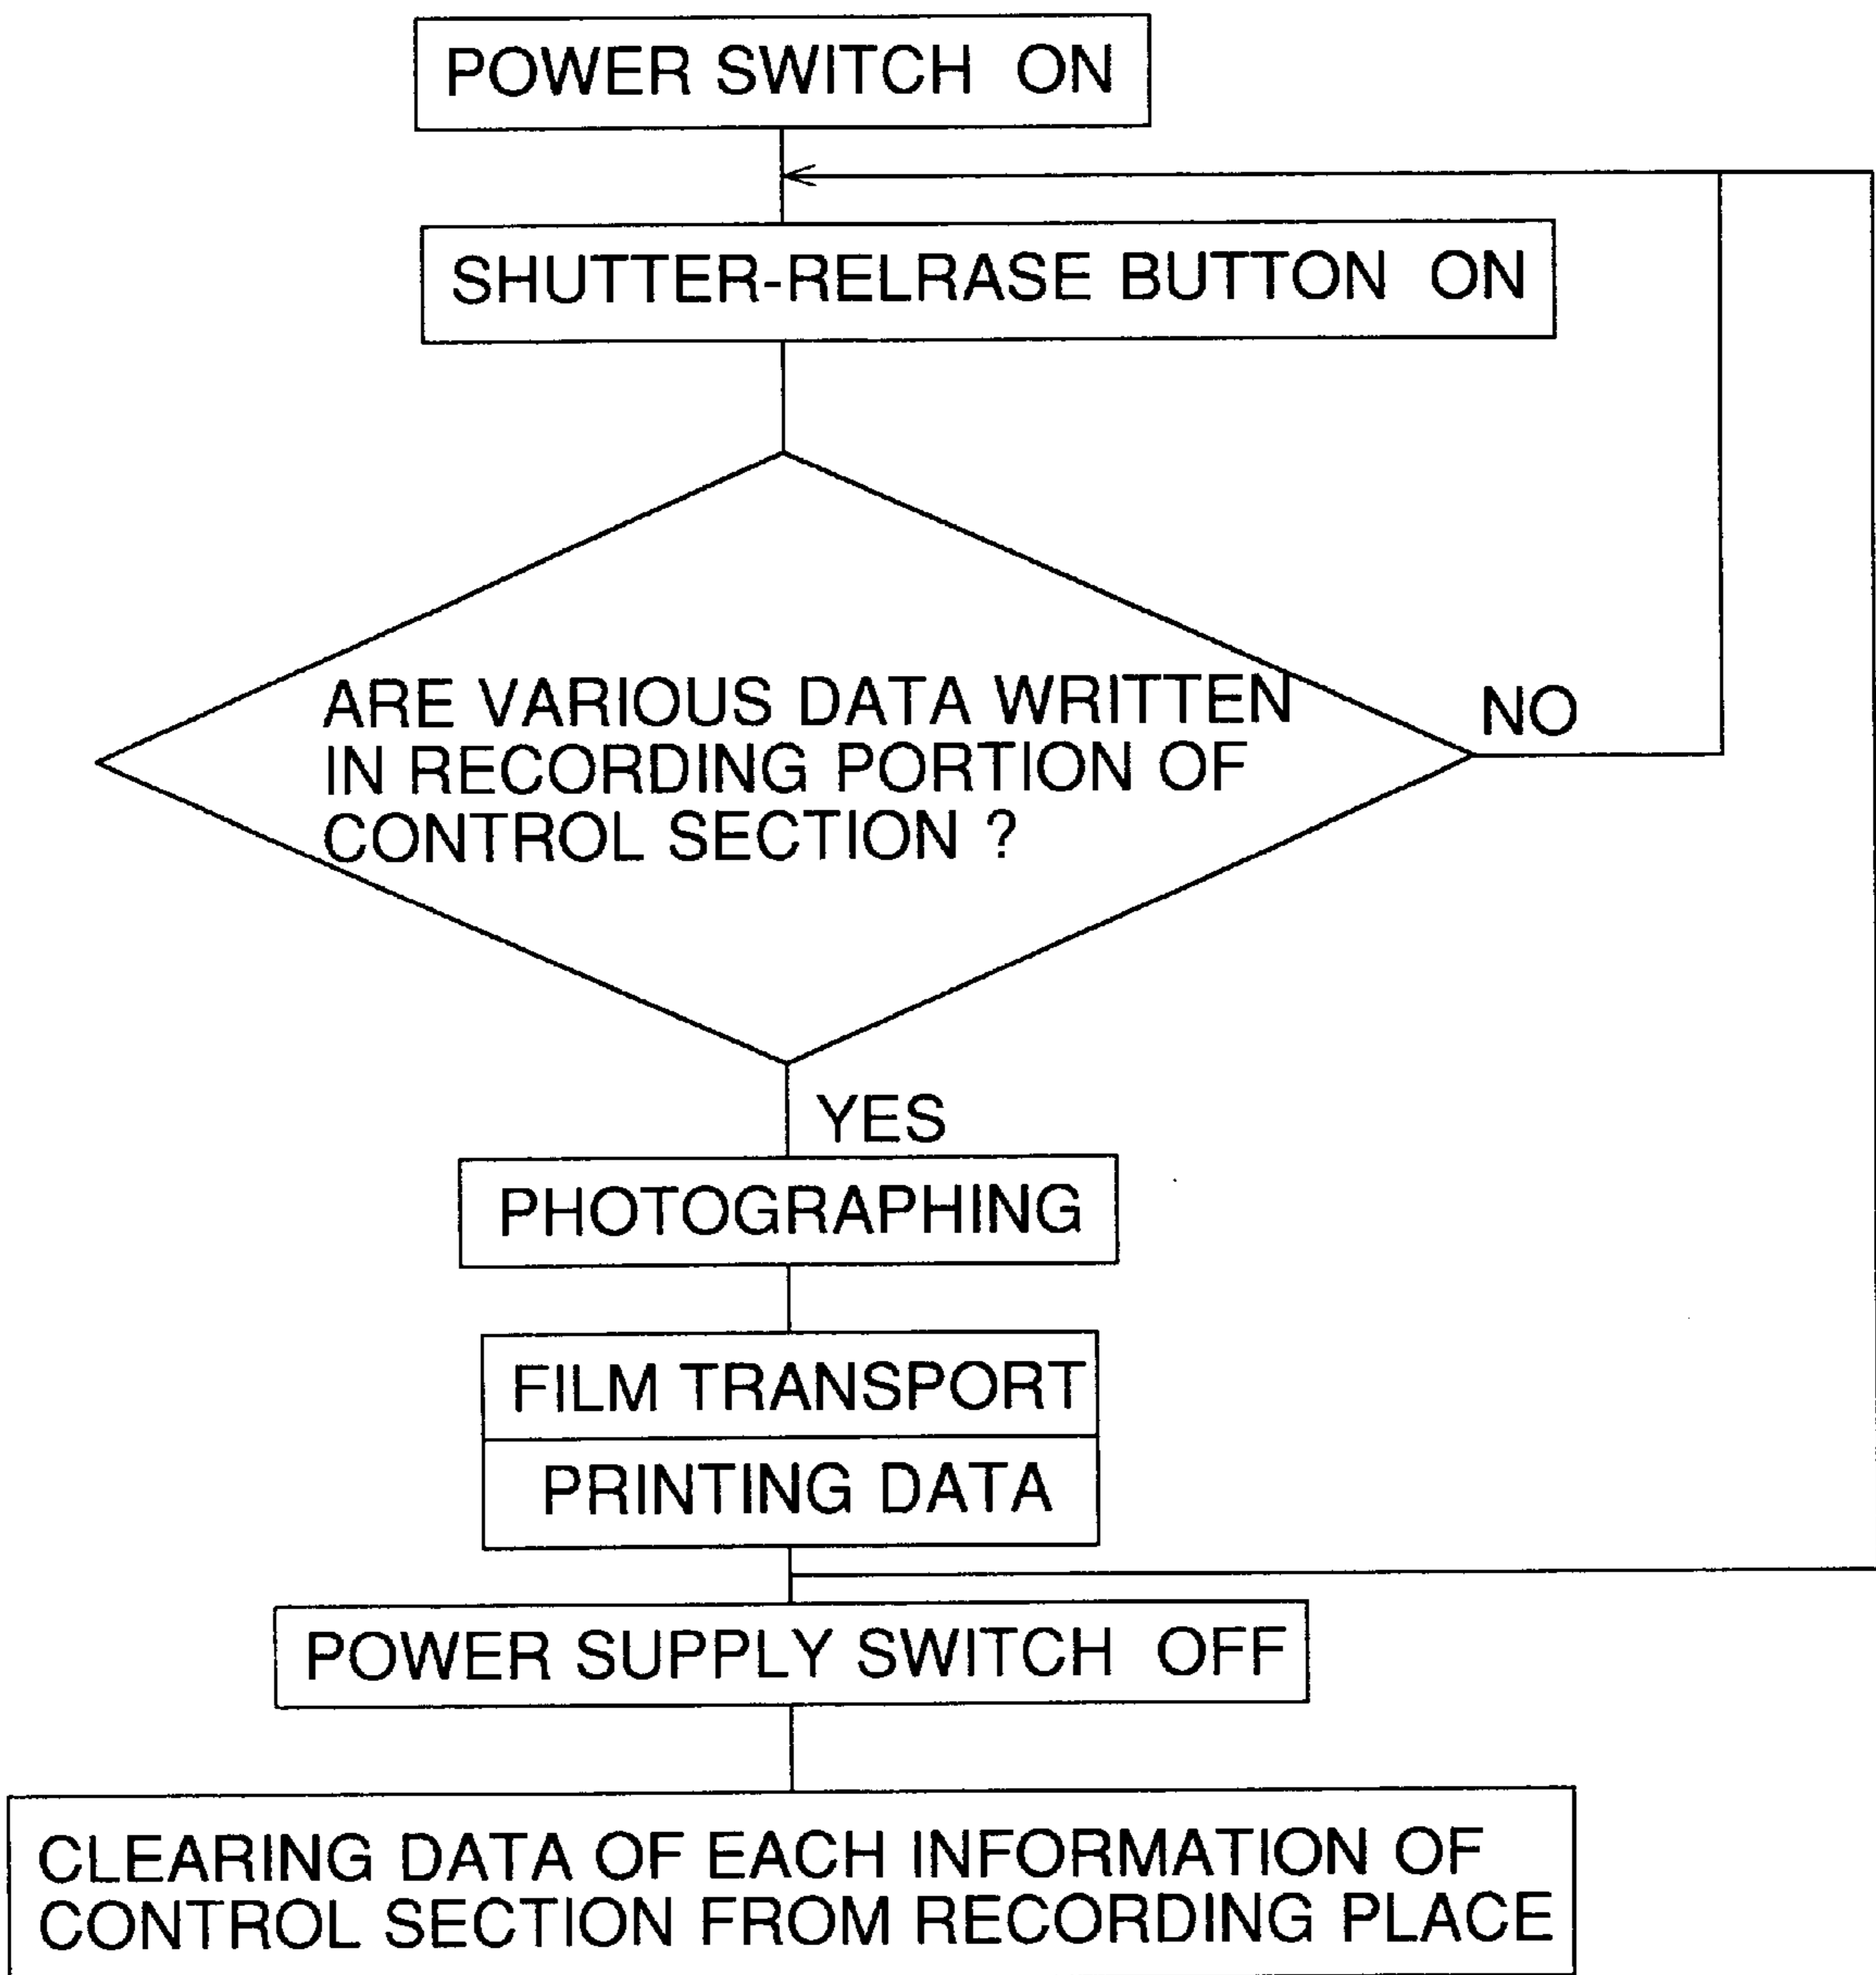 POWER SWITCH ON
SHUTTER-RELRASE BUTTON ON
ARE VARIOUS DATA WRITTEN
IN RECORDING PORTION OF
CONTROL SECTION ?
NO
YES
PHOTOGRAPHING
FILM TRANSPORT
PRINTING DATA
POWER SUPPLY SWITCH OFF
CLEARING DATA OF EACH INFORMATION OF
CONTROL SECTION FROM RECORDING PLACE